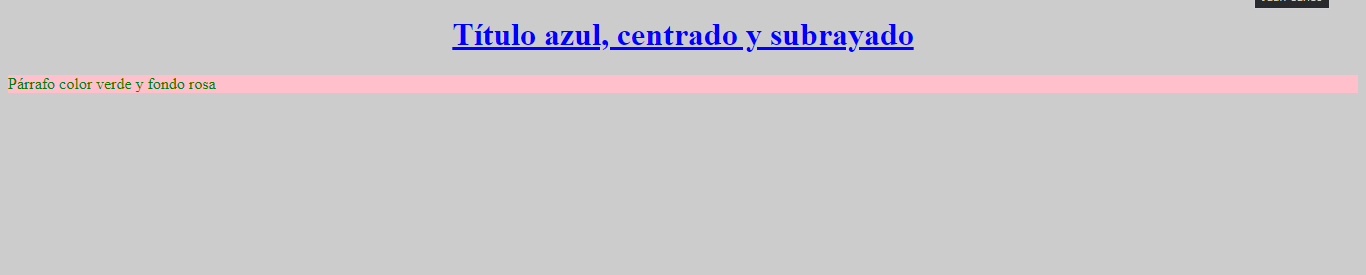 Título azul, centrado y subrayado
Párrafo color verde y fondo rosa